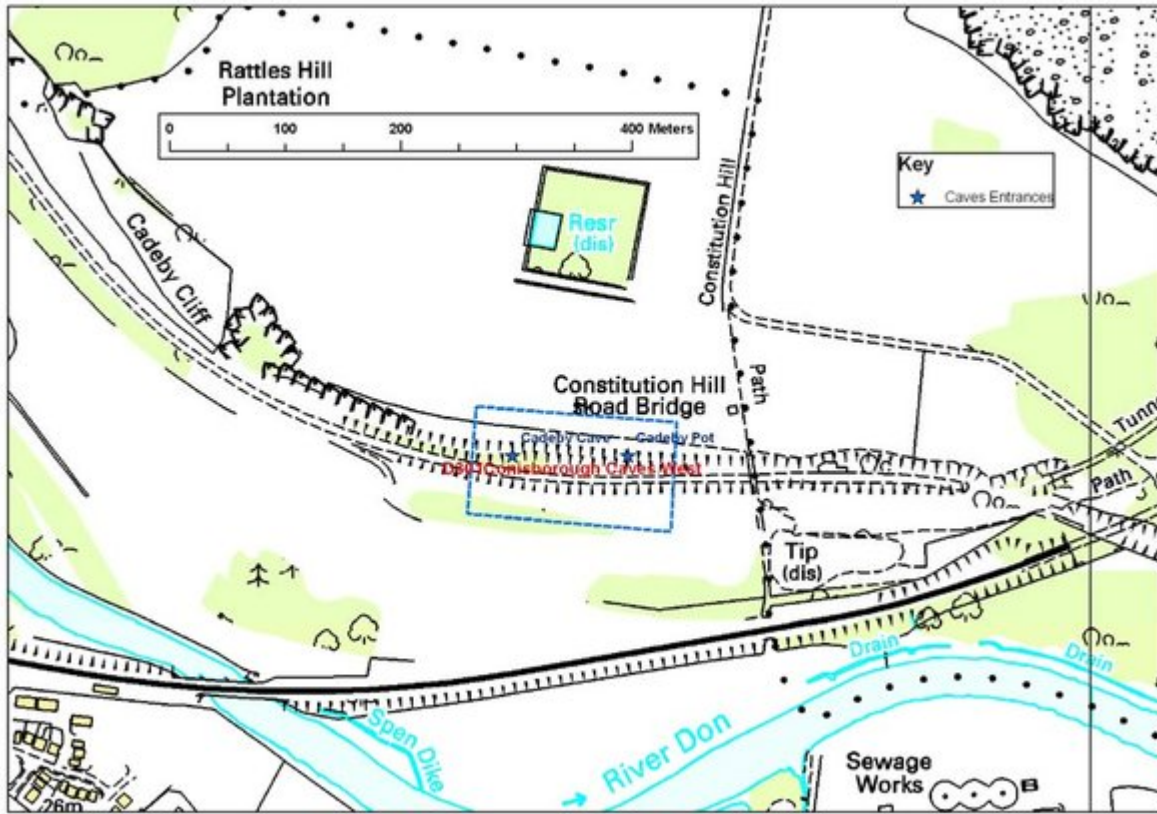 Rattles Hill
Plantation
0 100 200 400 Meters
Key
Caves Entrances
Constitution Hill
Resr
(dis)
Cadeby Cliff
Path
Constitution Hill
Road Bridge
Cadeby Cave
Cadeby Pot
Conisborough Caves West
Tunne
Path
Tip
(dis)
Drain
Drain
Spen Dike
River Don
Sewage
Works
26m